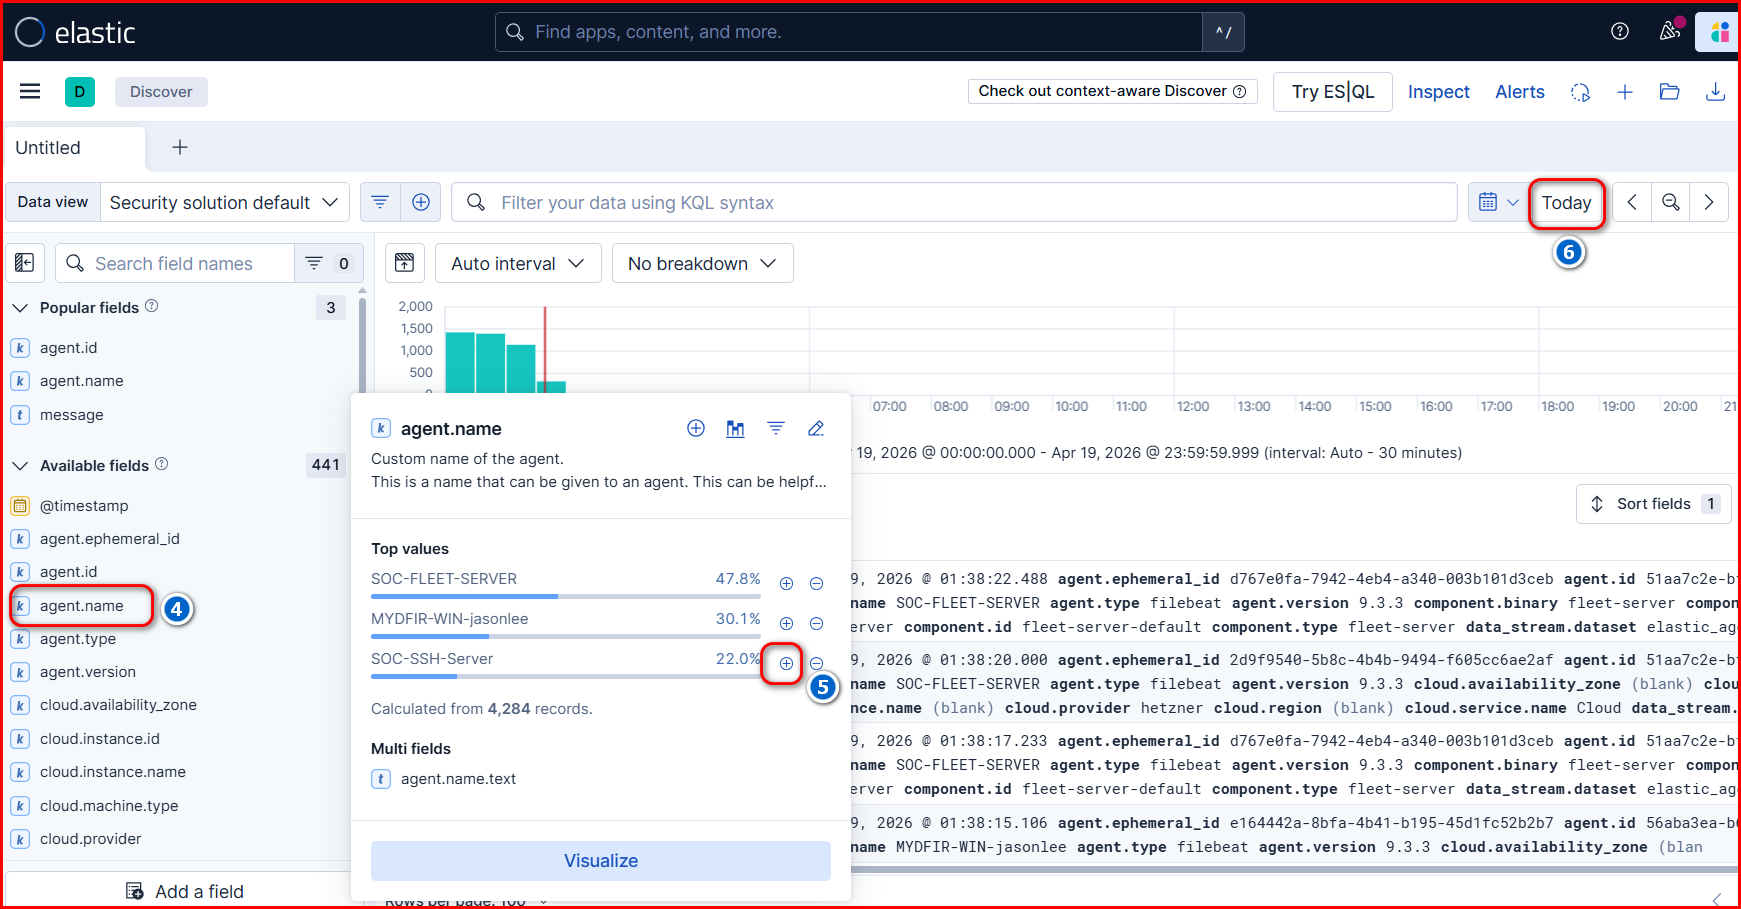 elastic
Find apps, content, and more.
^ /
D
Discover
Check out context-aware Discover
Try ES|QL
Inspect
Alerts
Untitled
Data view
Security solution default
Filter your data using KQL syntax
Today
6
Search field names
0
Auto interval
No breakdown
Popular fields
3
agent.id
agent.name
message
Available fields
441
@timestamp
agent.ephemeral_id
agent.id
agent.name
4
agent.type
agent.version
cloud.availability_zone
cloud.instance.id
cloud.instance.name
cloud.machine.type
cloud.provider
Add a field
2,000
1,500
1,000
500
07:00 08:00 09:00 10:00 11:00 12:00 13:00 14:00 15:00 16:00 17:00 18:00 19:00 20:00 21
19, 2026 @ 00:00:00.000 - Apr 19, 2026 @ 23:59:59.999 (interval: Auto - 30 minutes)
agent.name
Custom name of the agent.
This is a name that can be given to an agent. This can be helpf...
Top values
SOC-FLEET-SERVER 47.8%
MYDFIR-WIN-jasonlee 30.1%
SOC-SSH-Server 22.0%
5
Calculated from 4,284 records.
Multi fields
agent.name.text
Visualize
Sort fields 1
9, 2026 @ 01:38:22.488 agent.ephemeral_id d767e0fa-7942-4eb4-a340-003b101d3ceb agent.id 51aa7c2e-b
name SOC-FLEET-SERVER agent.type filebeat agent.version 9.3.3 component.binary fleet-server compon
erver component.id fleet-server-default component.type fleet-server data_stream.dataset elastic_ag
9, 2026 @ 01:38:20.000 agent.ephemeral_id 2d9f9540-5b8c-4b4b-9494-f605cc6ae2af agent.id 51aa7c2e-b
name SOC-FLEET-SERVER agent.type filebeat agent.version 9.3.3 cloud.availability_zone (blank) clou
nce.name (blank) cloud.provider hetzner cloud.region (blank) cloud.service.name Cloud data_stream.
9, 2026 @ 01:38:17.233 agent.ephemeral_id d767e0fa-7942-4eb4-a340-003b101d3ceb agent.id 51aa7c2e-b
name SOC-FLEET-SERVER agent.type filebeat agent.version 9.3.3 component.binary fleet-server compon
erver component.id fleet-server-default component.type fleet-server data_stream.dataset elastic_ag
9, 2026 @ 01:38:15.106 agent.ephemeral_id e164442a-8bfa-4b41-b195-45d1fc52b2b7 agent.id 56aba3ea-b
name MYDFIR-WIN-jasonlee agent.type filebeat agent.version 9.3.3 cloud.availability_zone (blan
Rows per page: 100